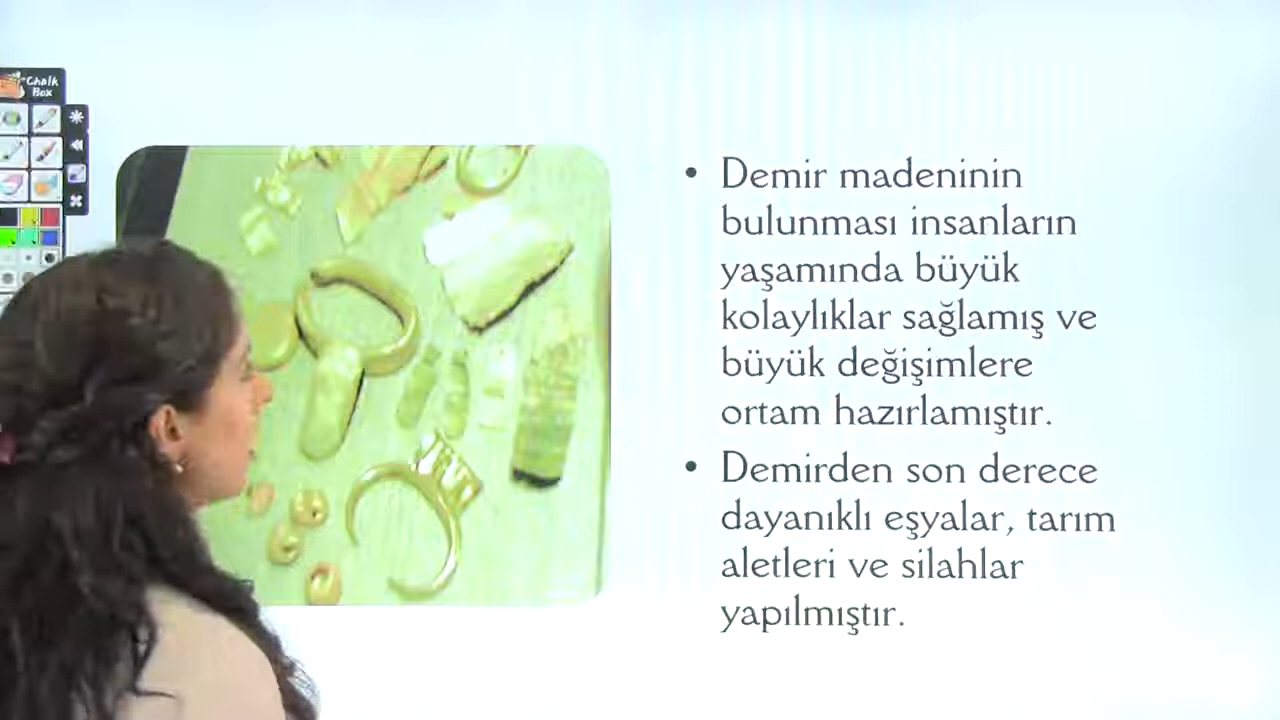 Chalk
Box
• Demir madeninin
bulunması insanların
yaşamında büyük
kolaylıklar sağlamış ve
büyük değişimlere
ortam hazırlamıştır.
• Demirden son derece
dayanıklı eşyalar, tarım
aletleri ve silahlar
yapılmıştır.